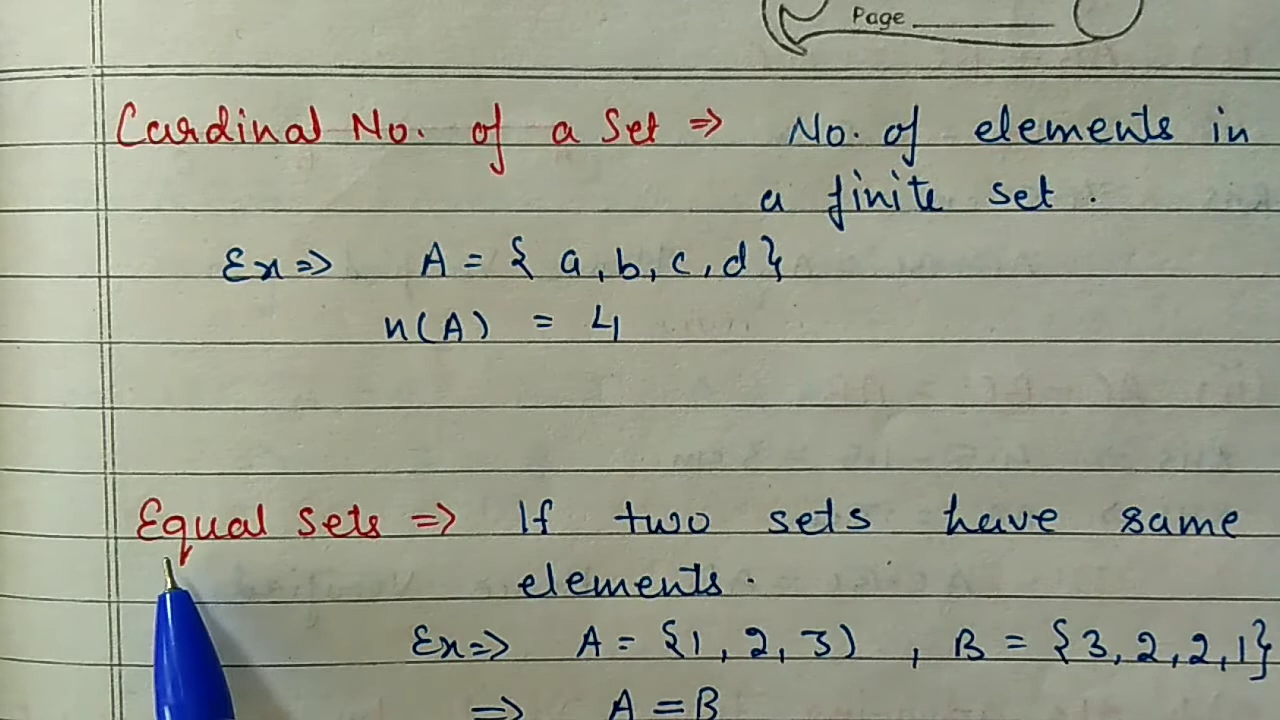 Page
Cardinal No. of a Set ⇒ No. of elements in
a finite set.
Ex ⇒ A = { a, b, c, d }
n(A) = 4
Equal sets ⇒ If two sets have same
elements.
Ex ⇒ A = {1, 2, 3) , B = {3, 2, 2, 1}
⇒ A = B